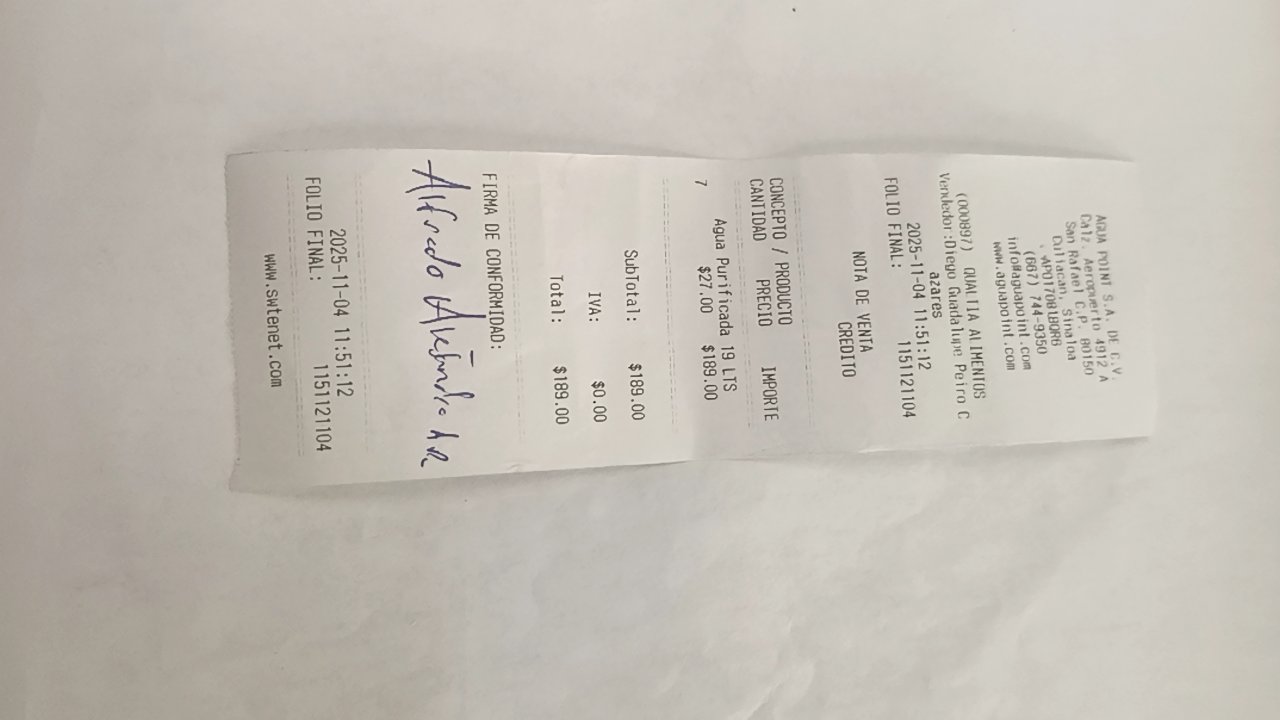 AGUA POINT S.A. DE C.V.
Calz. Aeropuerto 4912 A
San Rafael C.P. 80150
Culiacan, Sinaloa
(667) 744-9350
info@aguapoint.com
www.aguapoint.com
(000897) QUALTIA ALIMENTOS
Vendedor:Diego Guadalupe Peiro C
azares
2025-11-04 11:51:12
FOLIO FINAL: 1151121104
NOTA DE VENTA
CREDITO
CONCEPTO / PRODUCTO
CANTIDAD PRECIO IMPORTE
Agua Purificada 19 LTS
7 $27.00 $189.00
SubTotal: $189.00
IVA: $0.00
Total: $189.00
FIRMA DE CONFORMIDAD:
Alfredo
2025-11-04 11:51:12
FOLIO FINAL: 1151121104
www.swtenet.com